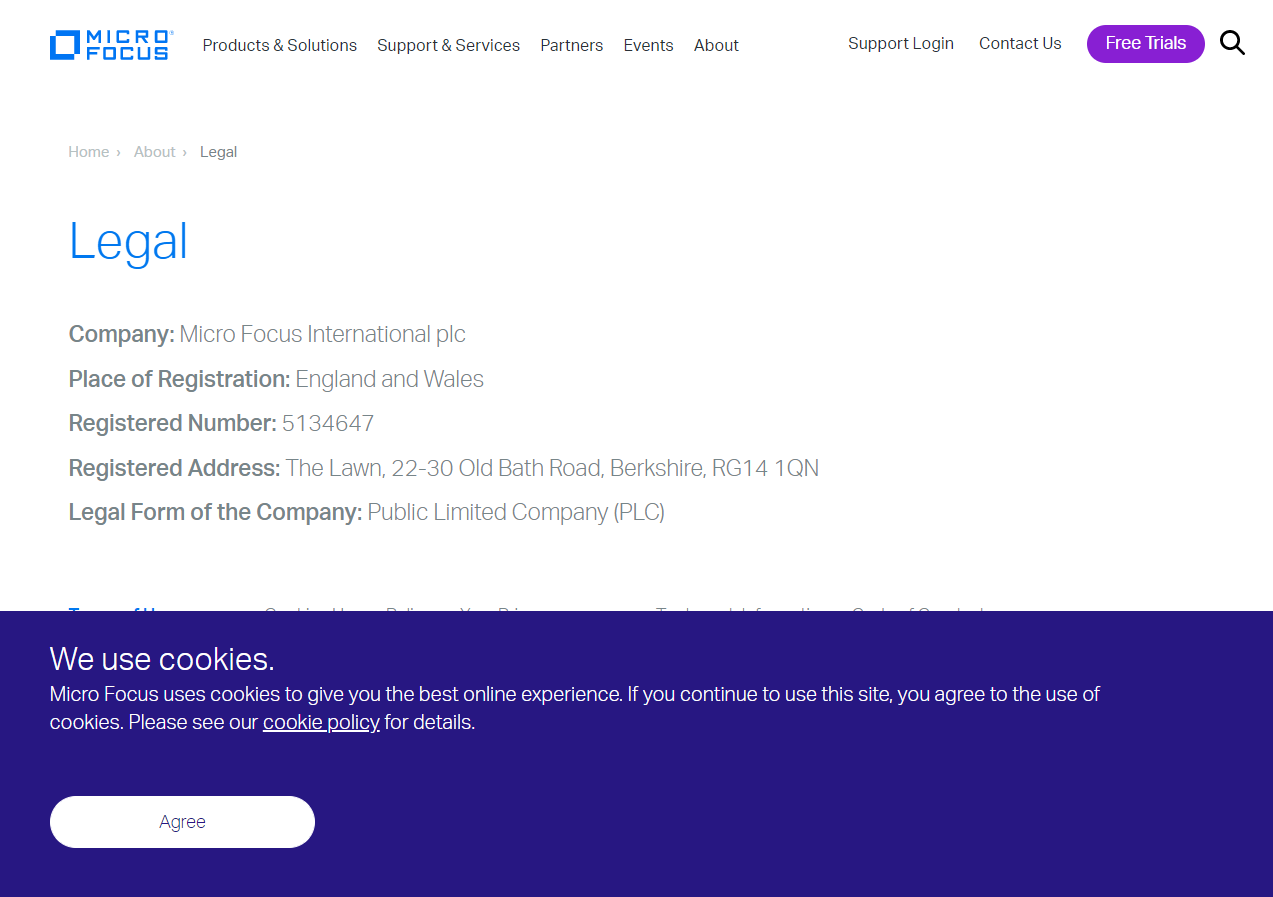 MICRO FOCUS
Products & Solutions Support & Services Partners Events About Support Login Contact Us Free Trials
Home › About › Legal
Legal
Company: Micro Focus International plc
Place of Registration: England and Wales
Registered Number: 5134647
Registered Address: The Lawn, 22-30 Old Bath Road, Berkshire, RG14 1QN
Legal Form of the Company: Public Limited Company (PLC)
We use cookies.
Micro Focus uses cookies to give you the best online experience. If you continue to use this site, you agree to the use of
cookies. Please see our cookie policy for details.
Agree